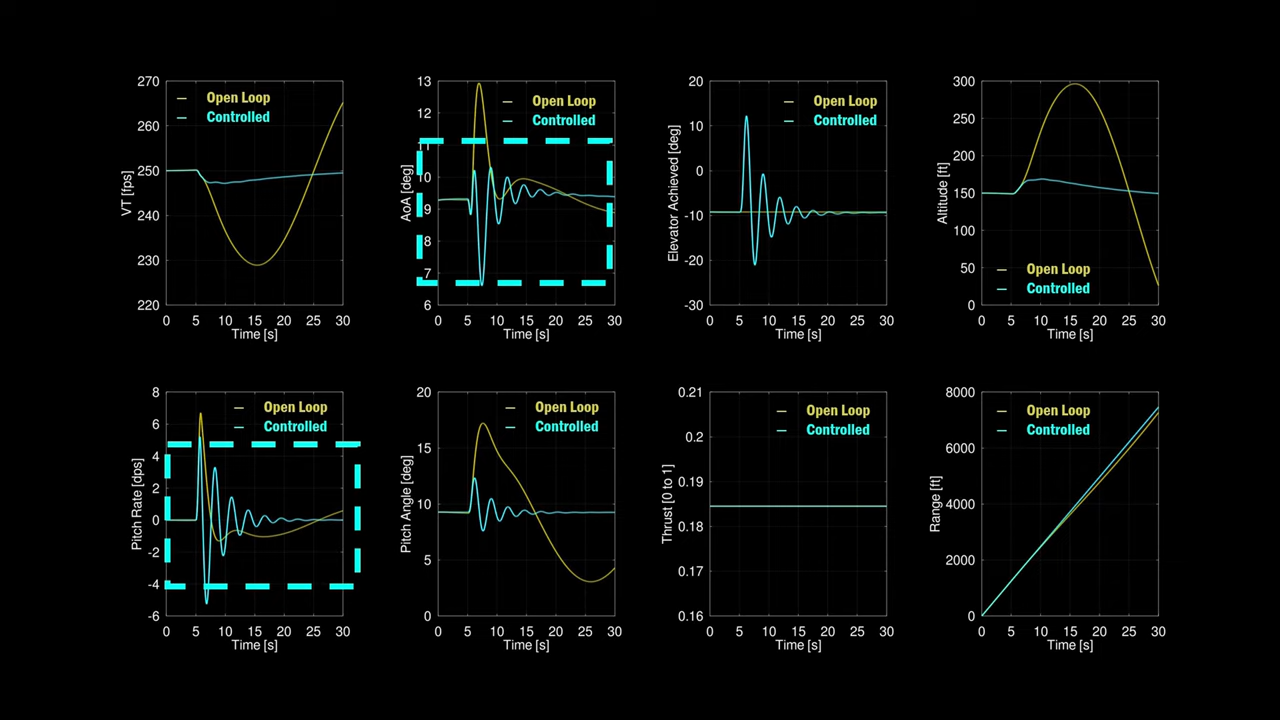 270
260
250
240
230
220
VT [fps]
Open Loop
Controlled
0 5 10 15 20 25 30
Time [s]
13
12
11
10
9
8
7
6
AoA [deg]
Open Loop
Controlled
0 5 10 15 20 25 30
Time [s]
20
10
0
-10
-20
-30
Elevator Achieved [deg]
Open Loop
Controlled
0 5 10 15 20 25 30
Time [s]
300
250
200
150
100
50
0
Altitude [ft]
Open Loop
Controlled
0 5 10 15 20 25 30
Time [s]
8
6
4
2
0
-2
-4
-6
Pitch Rate [dps]
Open Loop
Controlled
0 5 10 15 20 25 30
Time [s]
20
15
10
5
0
Pitch Angle [deg]
Open Loop
Controlled
0 5 10 15 20 25 30
Time [s]
0.21
0.2
0.19
0.18
0.17
0.16
Thrust [0 to 1]
Open Loop
Controlled
0 5 10 15 20 25 30
Time [s]
8000
6000
4000
2000
0
Range [ft]
Open Loop
Controlled
0 5 10 15 20 25 30
Time [s]